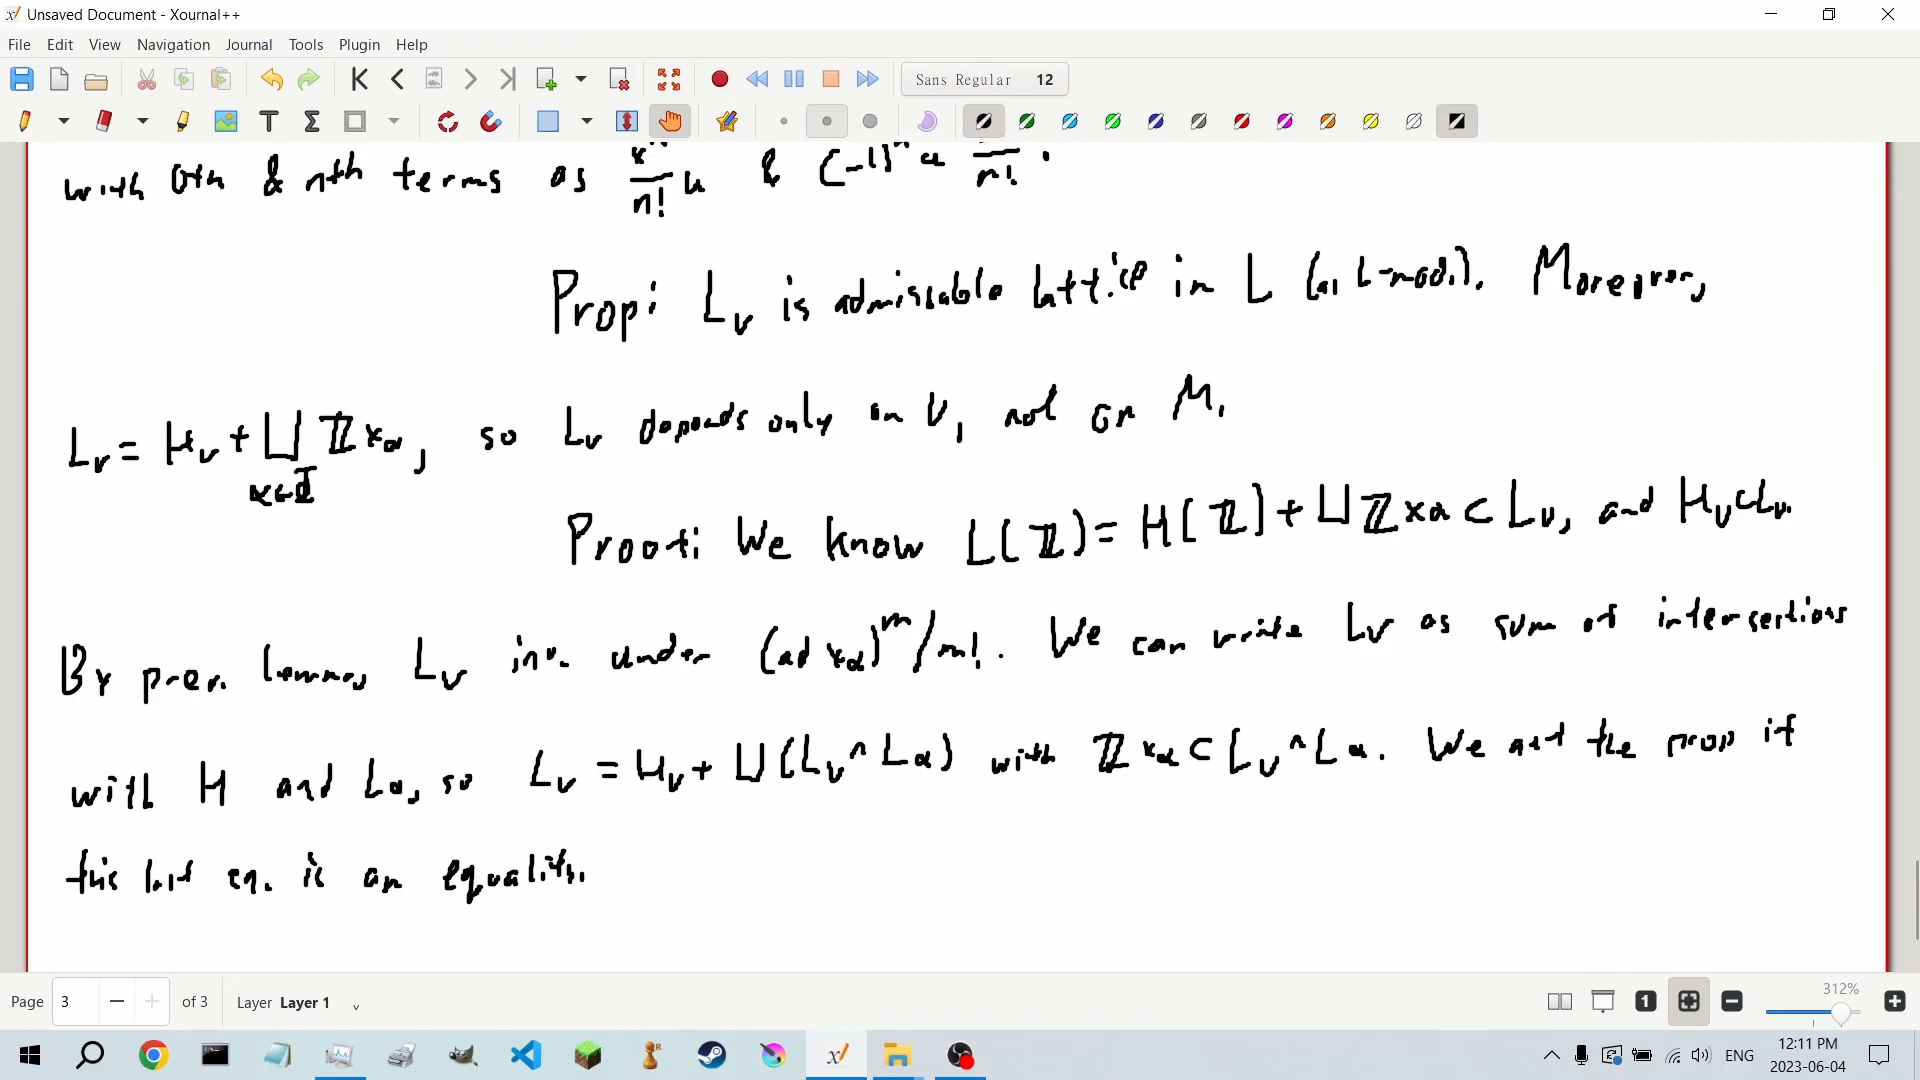 Unsaved Document - Xournal++
File Edit View Navigation Journal Tools Plugin Help
Sans Regular 12
with 0th & nth terms as x^n/n! u & (-1)^n u x^n/n!.
Prop: L_V is admissable lattice in L (as L-mod.). Moreover,
L_V = H_V + ∐_{α∈Φ} ℤx_α, so L_V depends only on V, not on M.
Proof: We know L(ℤ) = H(ℤ) + ∐ℤx_α ⊂ L_V, and H_V ⊂ L_V.
By prev. lemma, L_V inv. under (ad x_α)^m/m!. We can write L_V as sum of intersections
with H and L_α, so L_V = H_V + ∐(L_V ∩ L_α) with ℤx_α ⊂ L_V ∩ L_α. We get the prop if
this last eq. is an equality.
Page 3 of 3 Layer Layer 1 1 312%
ENG 12:11 PM
2023-06-04